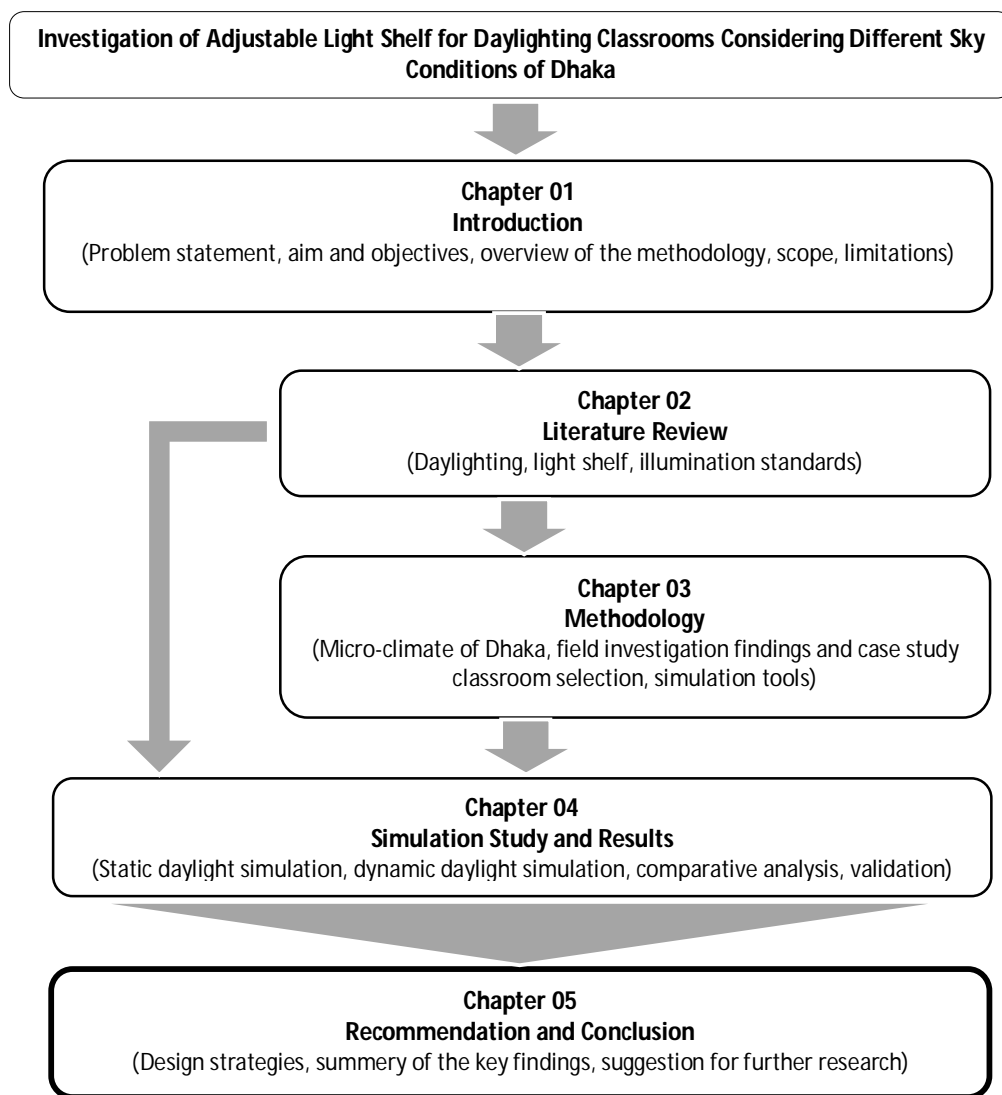 Investigation of Adjustable Light Shelf for Daylighting Classrooms Considering Different Sky
Conditions of Dhaka
Chapter 01
Introduction
(Problem statement, aim and objectives, overview of the methodology, scope, limitations)
Chapter 02
Literature Review
(Daylighting, light shelf, illumination standards)
Chapter 03
Methodology
(Micro-climate of Dhaka, field investigation findings and case study
classroom selection, simulation tools)
Chapter 04
Simulation Study and Results
(Static daylight simulation, dynamic daylight simulation, comparative analysis, validation)
Chapter 05
Recommendation and Conclusion
(Design strategies, summery of the key findings, suggestion for further research)